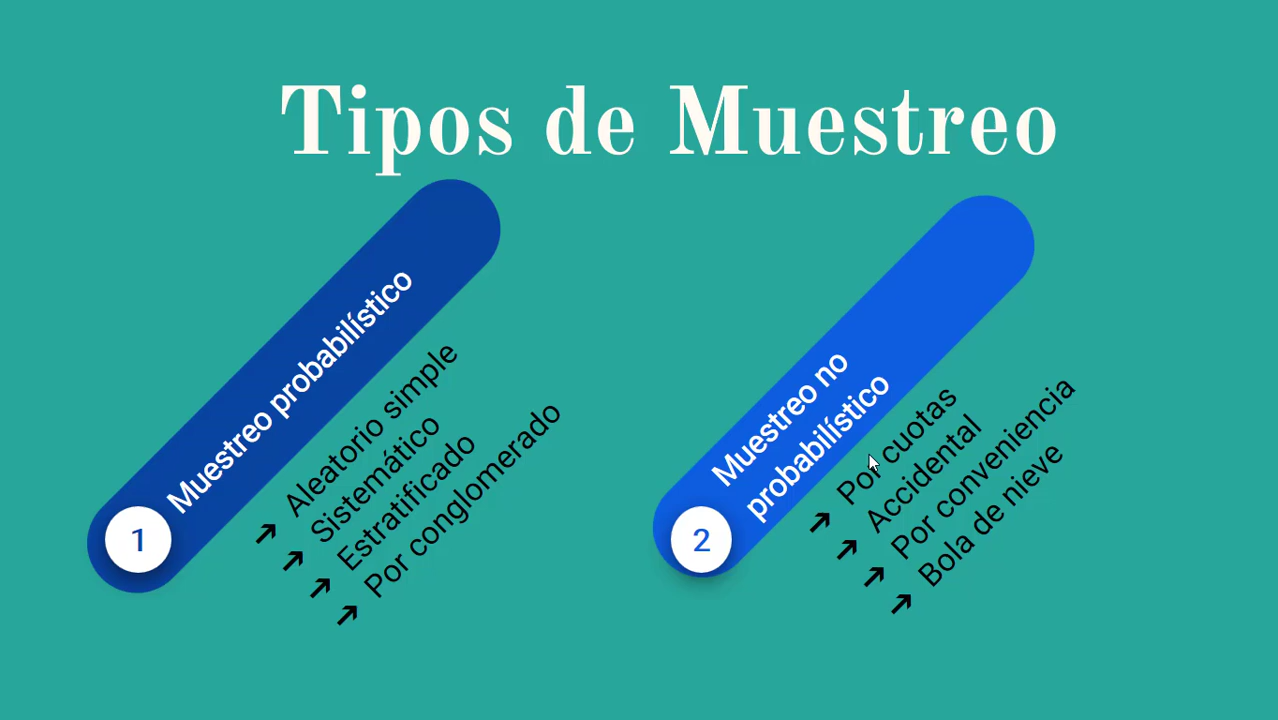 Tipos de Muestreo
Muestreo probabilístico
1
➔ Aleatorio simple
➔ Sistemático
➔ Estratificado
➔ Por conglomerado
Muestreo no
probabilístico
2
➔ Por cuotas
➔ Accidental
➔ Por conveniencia
➔ Bola de nieve